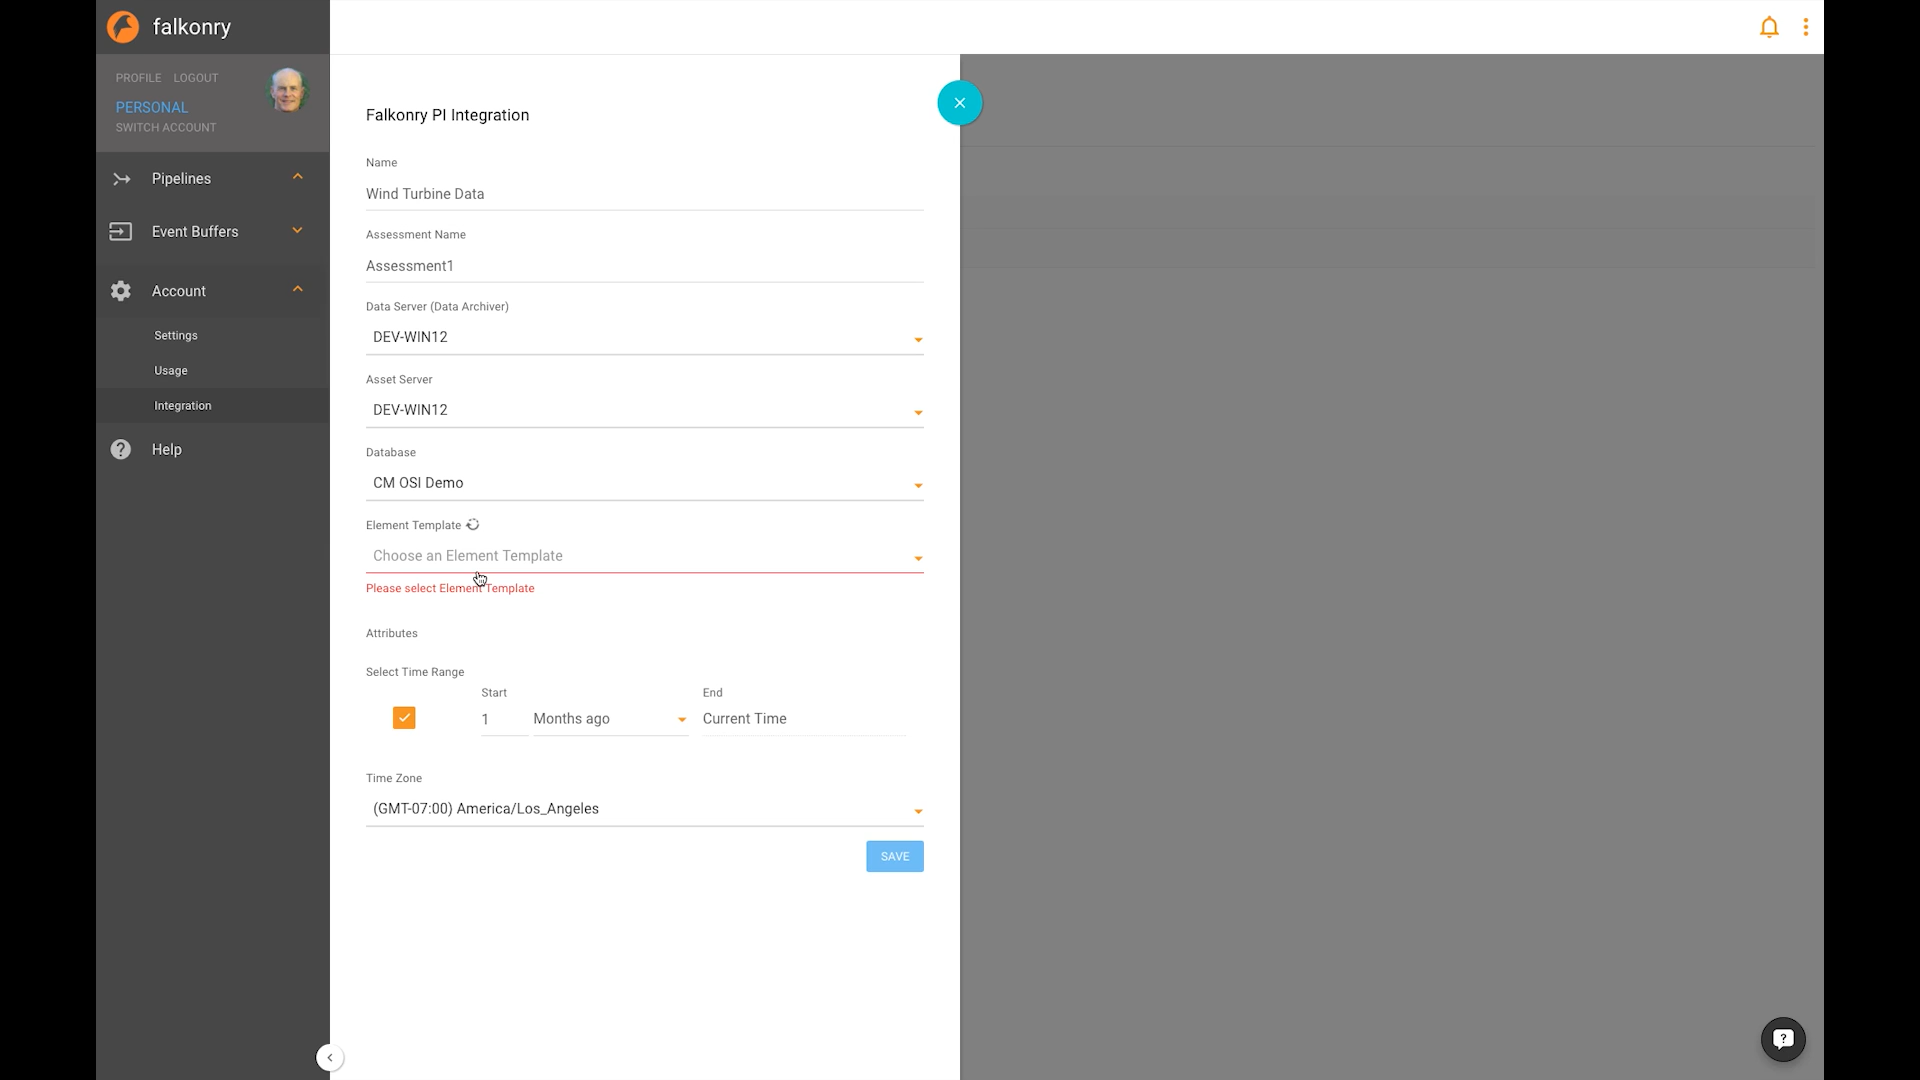 falkonry
PROFILE LOGOUT
PERSONAL
SWITCH ACCOUNT
Pipelines
Event Buffers
Account
Settings
Usage
Integration
Help
Falkonry PI Integration
Name
Wind Turbine Data
Assessment Name
Assessment1
Data Server (Data Archiver)
DEV-WIN12
Asset Server
DEV-WIN12
Database
CM OSI Demo
Element Template
Choose an Element Template
Please select Element Template
Attributes
Select Time Range
Start End
1 Months ago Current Time
Time Zone
(GMT-07:00) America/Los_Angeles
SAVE